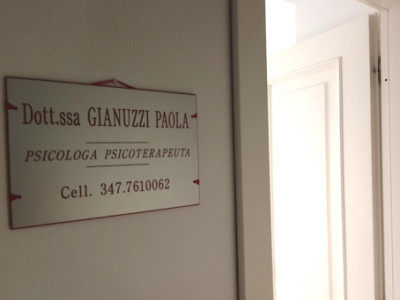 Dott.ssa GIANUZZI PAOLA
PSICOLOGA PSICOTERAPEUTA
Cell. 347.7610062